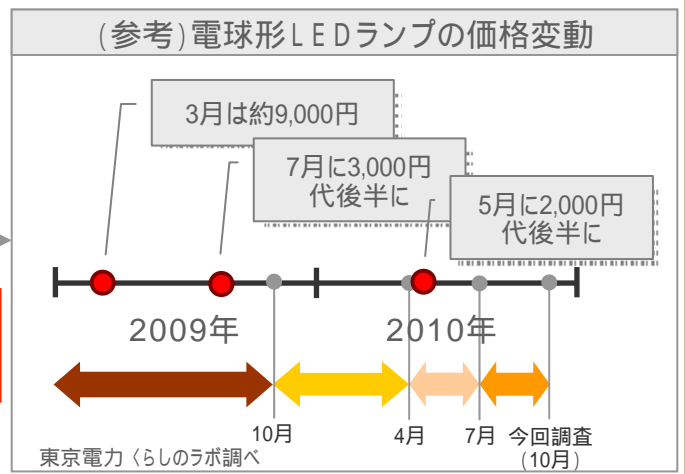 (参考)電球形LEDランプの価格変動
3月は約9,000円
7月に3,000円
代後半に
5月に2,000円
代後半に
2009年
2010年
10月
4月
7月
今回調査
(10月)
東京電力 くらしのラボ調べ